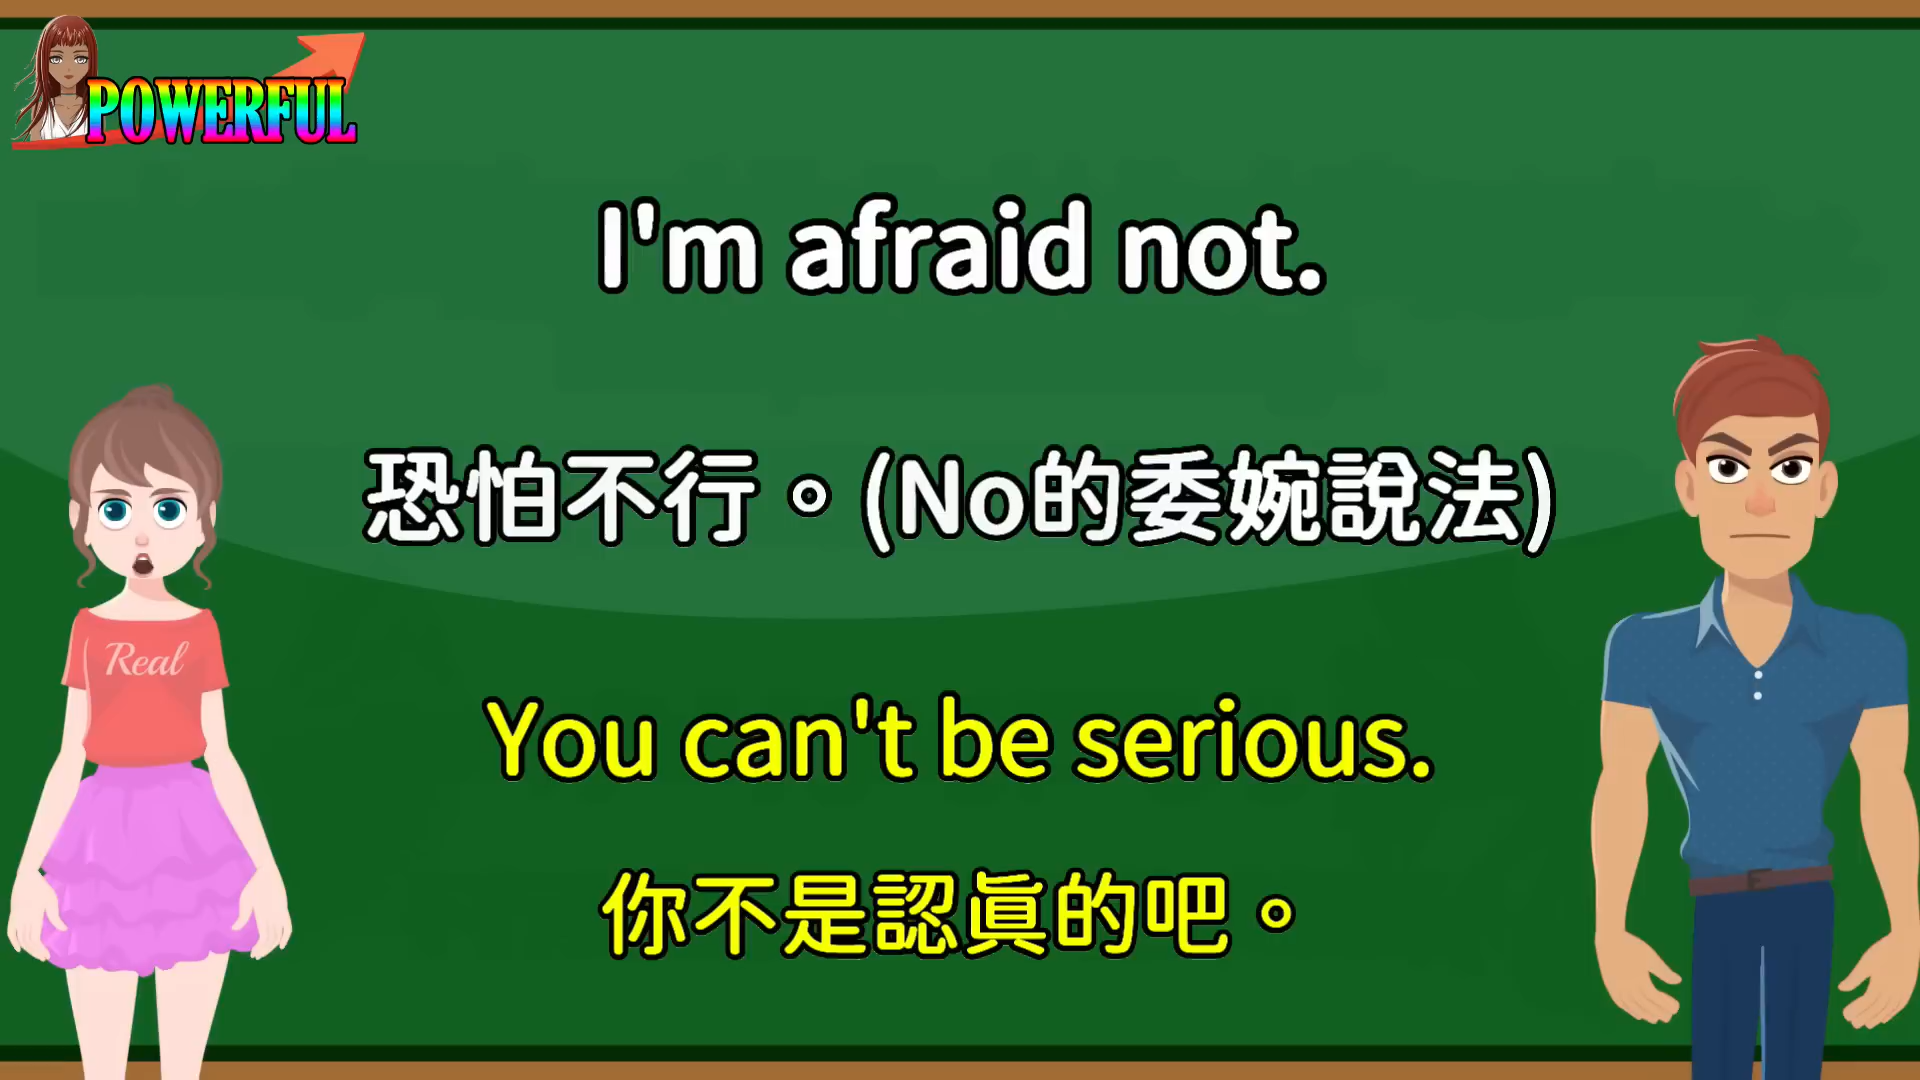 POWERFUL
I'm afraid not.
恐怕不行。(No的委婉說法)
Real
You can't be serious.
你不是認真的吧。